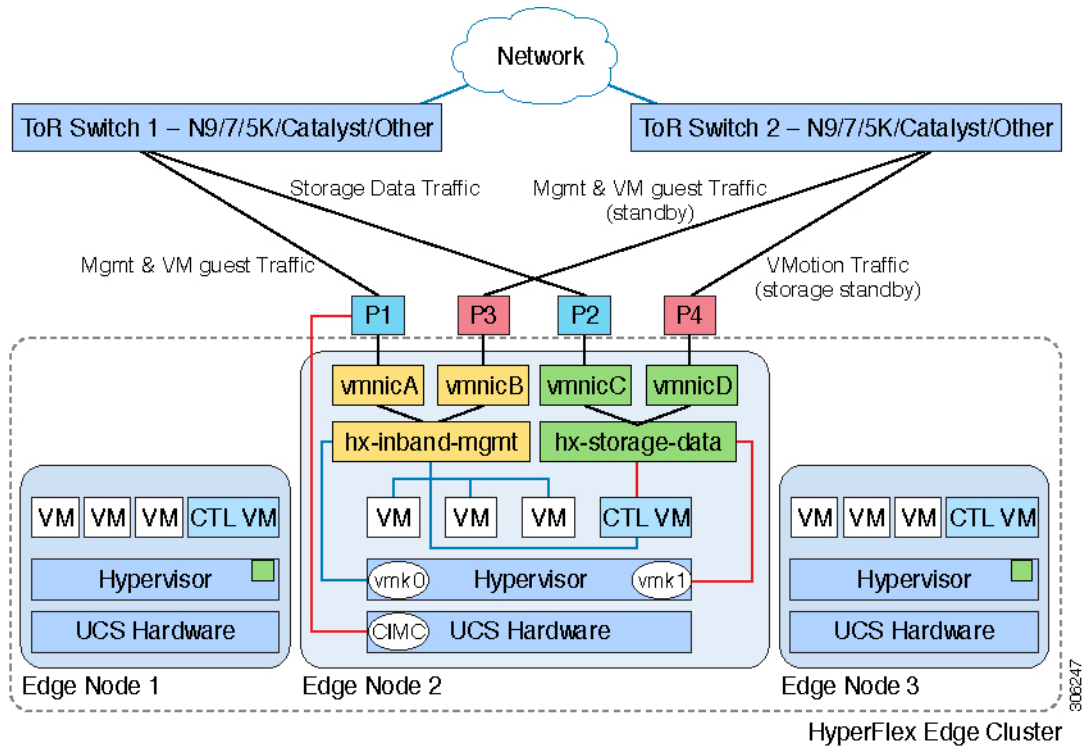 Network
ToR Switch 1 – N9/7/5K/Catalyst/Other
ToR Switch 2 – N9/7/5K/Catalyst/Other
Storage Data Traffic
Mgmt & VM guest Traffic
(standby)
Mgmt & VM guest Traffic
VMotion Traffic
(storage standby)
P1
P3
P2
P4
vmnicA
vmnicB
vmnicC
vmnicD
hx-inband-mgmt
hx-storage-data
VM
VM
VM
CTL VM
Hypervisor
UCS Hardware
Edge Node 1
VM
VM
VM
CTL VM
vmk0
Hypervisor
vmk1
CIMC
UCS Hardware
Edge Node 2
VM
VM
VM
CTL VM
Hypervisor
UCS Hardware
Edge Node 3
306247
HyperFlex Edge Cluster